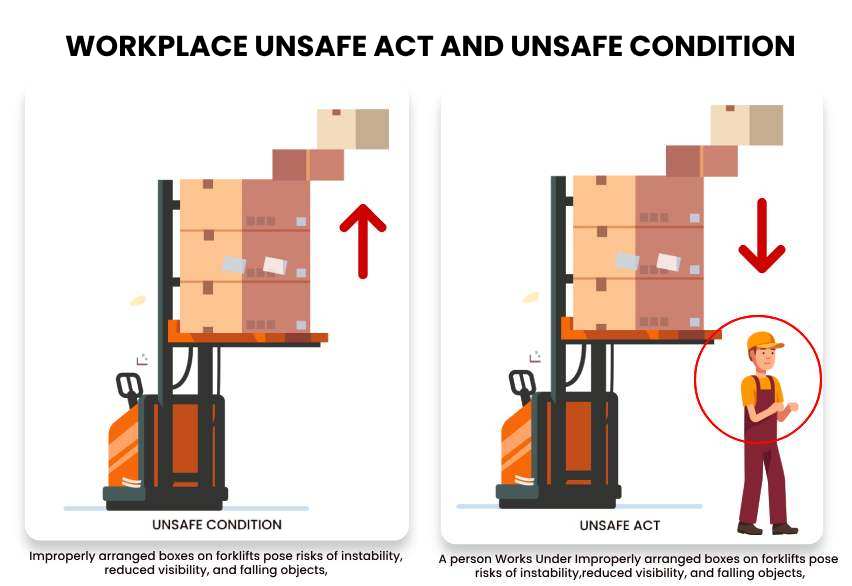 WORKPLACE UNSAFE ACT AND UNSAFE CONDITION
UNSAFE CONDITION
Improperly arranged boxes on forklifts pose risks of instability,
reduced visibility, and falling objects,
UNSAFE ACT
A person Works Under Improperly arranged boxes on forklifts pose
risks of instability,reduced visibility, and falling objects,